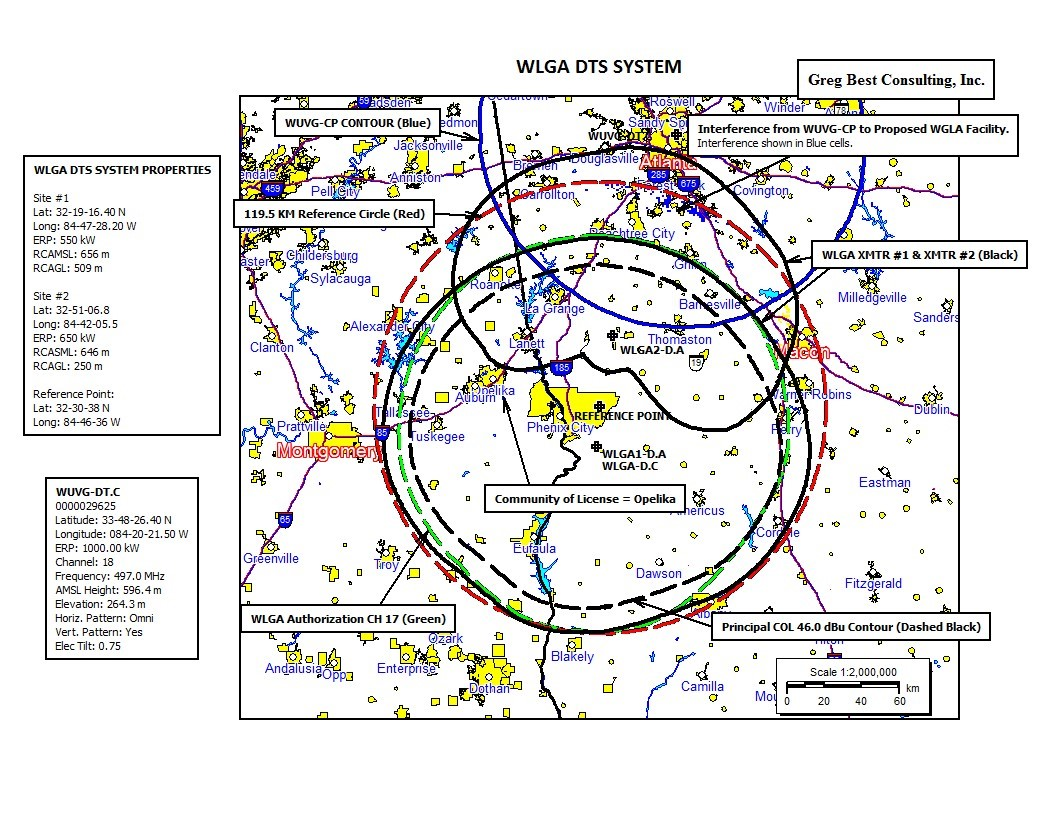 WLGA DTS SYSTEM
Greg Best Consulting, Inc.
WUVG-CP CONTOUR (Blue)
Interference from WUVG-CP to Proposed WGLA Facility.
Interference shown in Blue cells.
119.5 KM Reference Circle (Red)
WLGA XMTR #1 & XMTR #2 (Black)
WLGA DTS SYSTEM PROPERTIES
Site #1
Lat: 32-19-16.40 N
Long: 84-47-28.20 W
ERP: 550 kW
RCAMSL: 656 m
RCAGL: 509 m
Site #2
Lat: 32-51-06.8
Long: 84-42-05.5
ERP: 650 kW
RCASML: 646 m
RCAGL: 250 m
Reference Point:
Lat: 32-30-38 N
Long: 84-46-36 W
WUVG-DT.C
0000029625
Latitude: 33-48-26.40 N
Longitude: 084-20-21.50 W
ERP: 1000.00 kW
Channel: 18
Frequency: 497.0 MHz
AMSL Height: 596.4 m
Elevation: 264.3 m
Horiz. Pattern: Omni
Vert. Pattern: Yes
Elec Tilt: 0.75
59
Roswell
Winder
78
Sandy Sp
Jacksonville
Douglasville
Atlanta
285
675
459
Pell City
Anniston
Carrollton
Covington
Peachtree City
Childersburg
Sylacauga
Griffin
Roanoke
La Grange
Barnesville
Milledgeville
Sanders
Alexander City
Clanton
Lanett
Thomaston
WLGA2-D.A
Macon
19
185
Opelika
Auburn
Warner Robins
Dublin
Tallassee
REFERENCE POINT
Prattville
85
Tuskegee
Phenix City
Perry
Montgomery
WLGA1-D.A
WLGA-D.C
Eastman
Community of License = Opelika
Americus
65
Cordele
Eufaula
Greenville
Troy
Dawson
Fitzgerald
WLGA Authorization CH 17 (Green)
Principal COL 46.0 dBu Contour (Dashed Black)
Ozark
Blakely
Andalusia
Opp
Enterprise
Dothan
Camilla
Scale 1:2,000,000
0 20 40 60
km